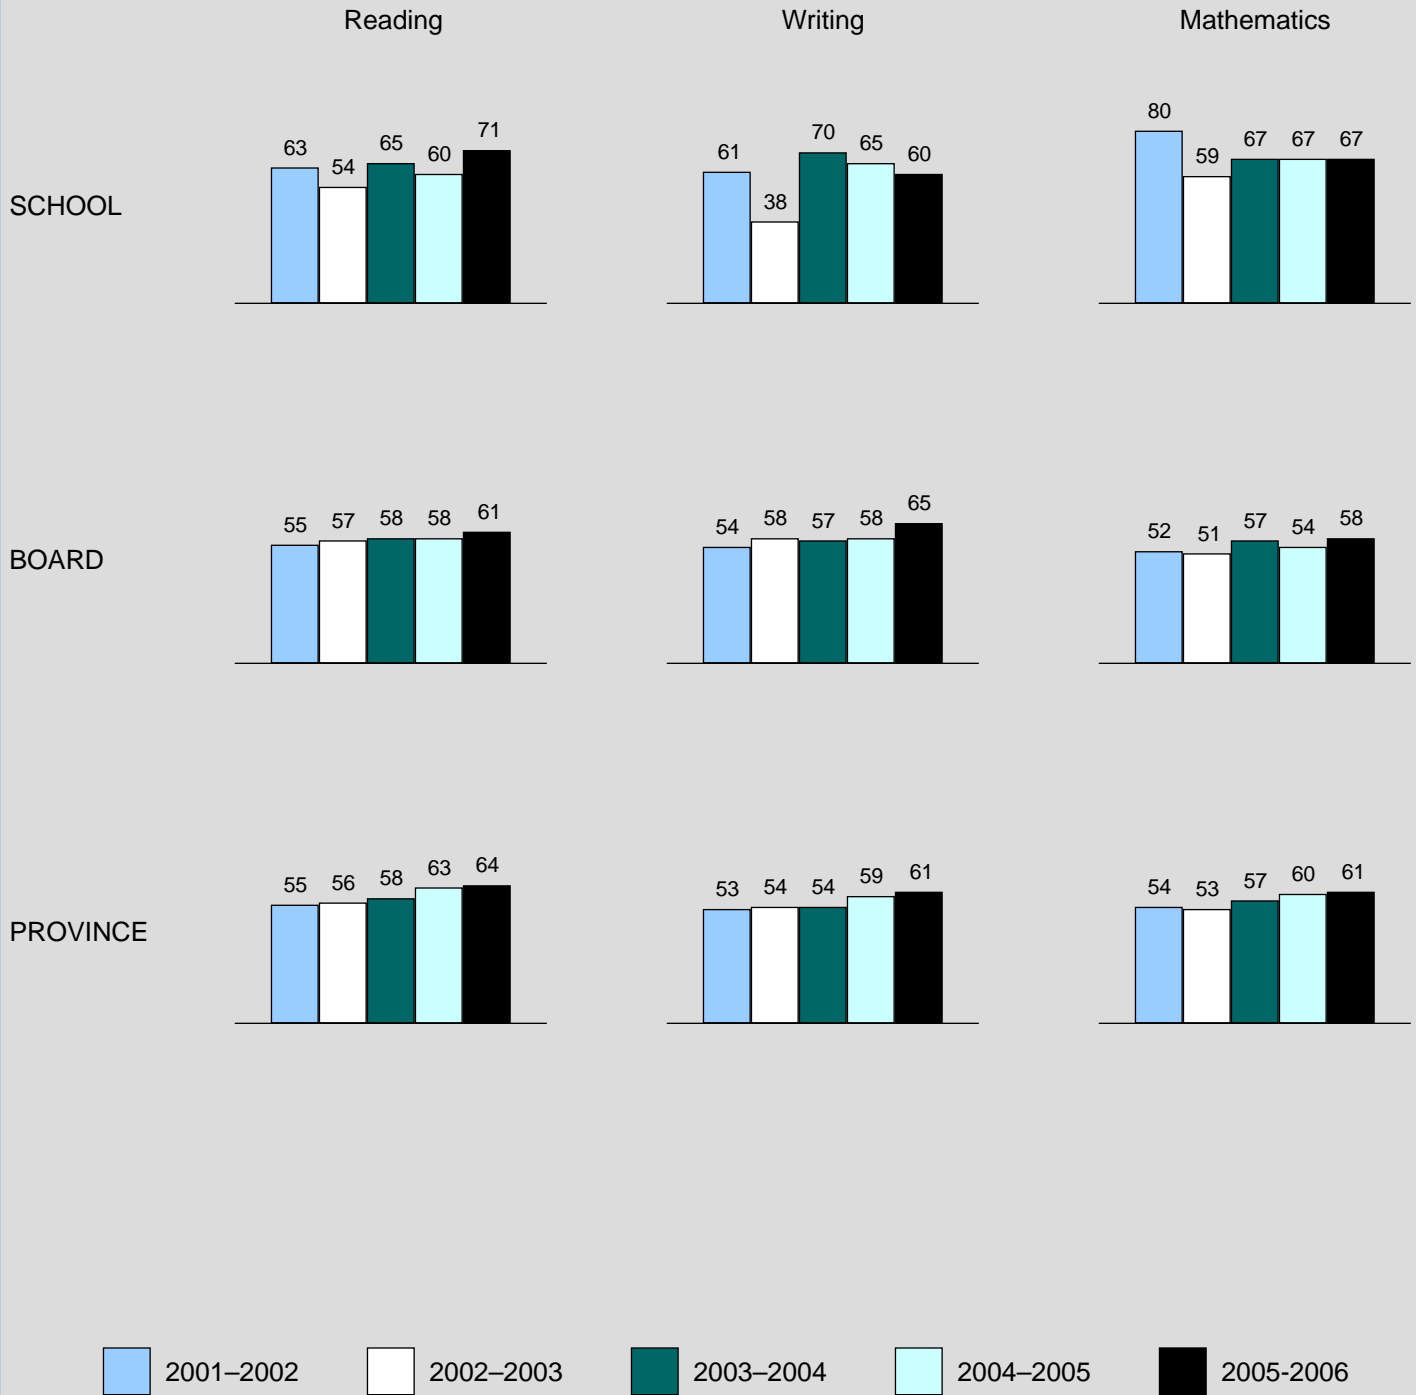 Reading Writing Mathematics
SCHOOL
63 54 65 60 71
61 38 70 65 60
80 59 67 67 67
BOARD
55 57 58 58 61
54 58 57 58 65
52 51 57 54 58
PROVINCE
55 56 58 63 64
53 54 54 59 61
54 53 57 60 61
2001–2002 2002–2003 2003–2004 2004–2005 2005-2006